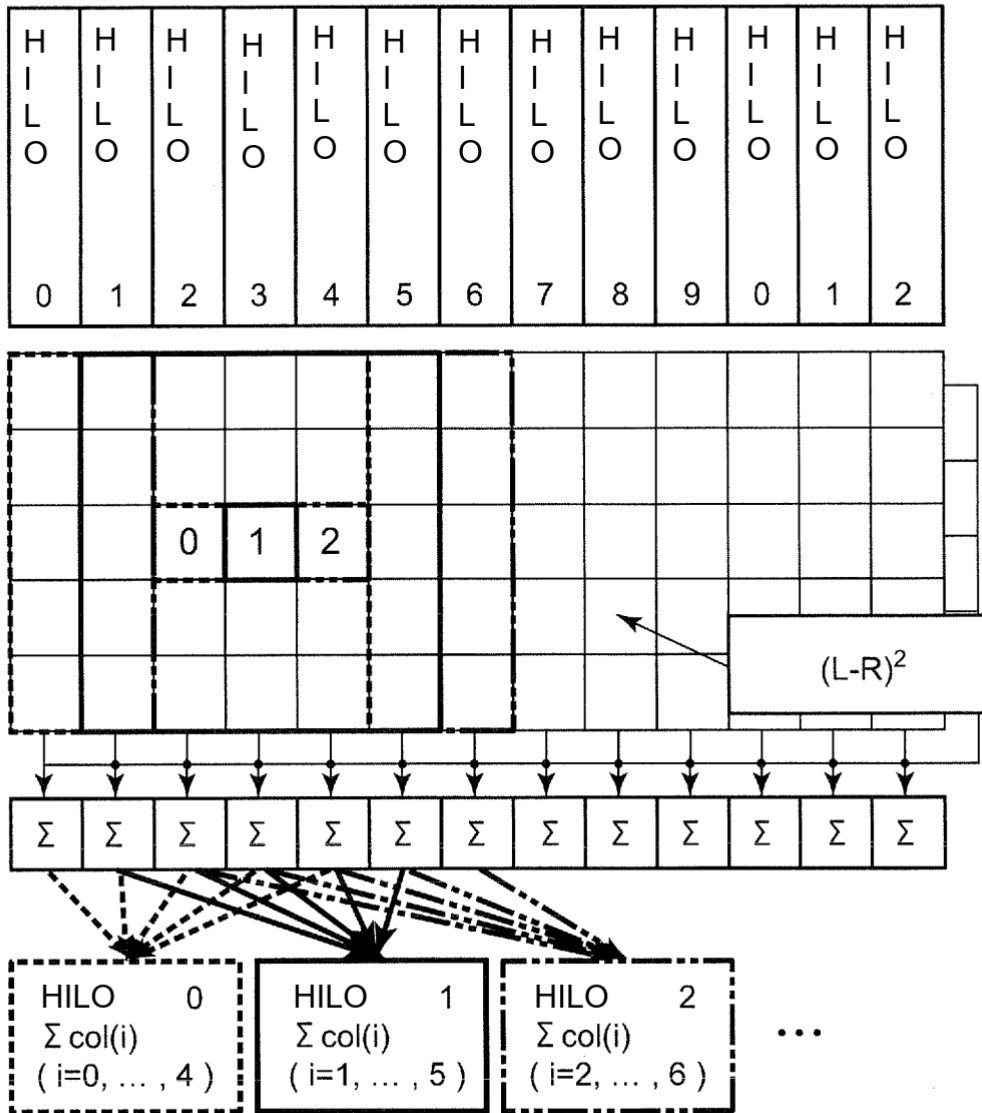 H H H H H H H H H H H H H
I I I I I I I I I I I I I
L L L L L L L L L L L L L
O O O O O O O O O O O O O
0 1 2 3 4 5 6 7 8 9 0 1 2
0 1 2
(L-R)²
Σ Σ Σ Σ Σ Σ Σ Σ Σ Σ Σ Σ Σ
HILO 0
Σ col(i)
( i=0, ... , 4 )
HILO 1
Σ col(i)
( i=1, ... , 5 )
HILO 2
Σ col(i)
( i=2, ... , 6 )
...